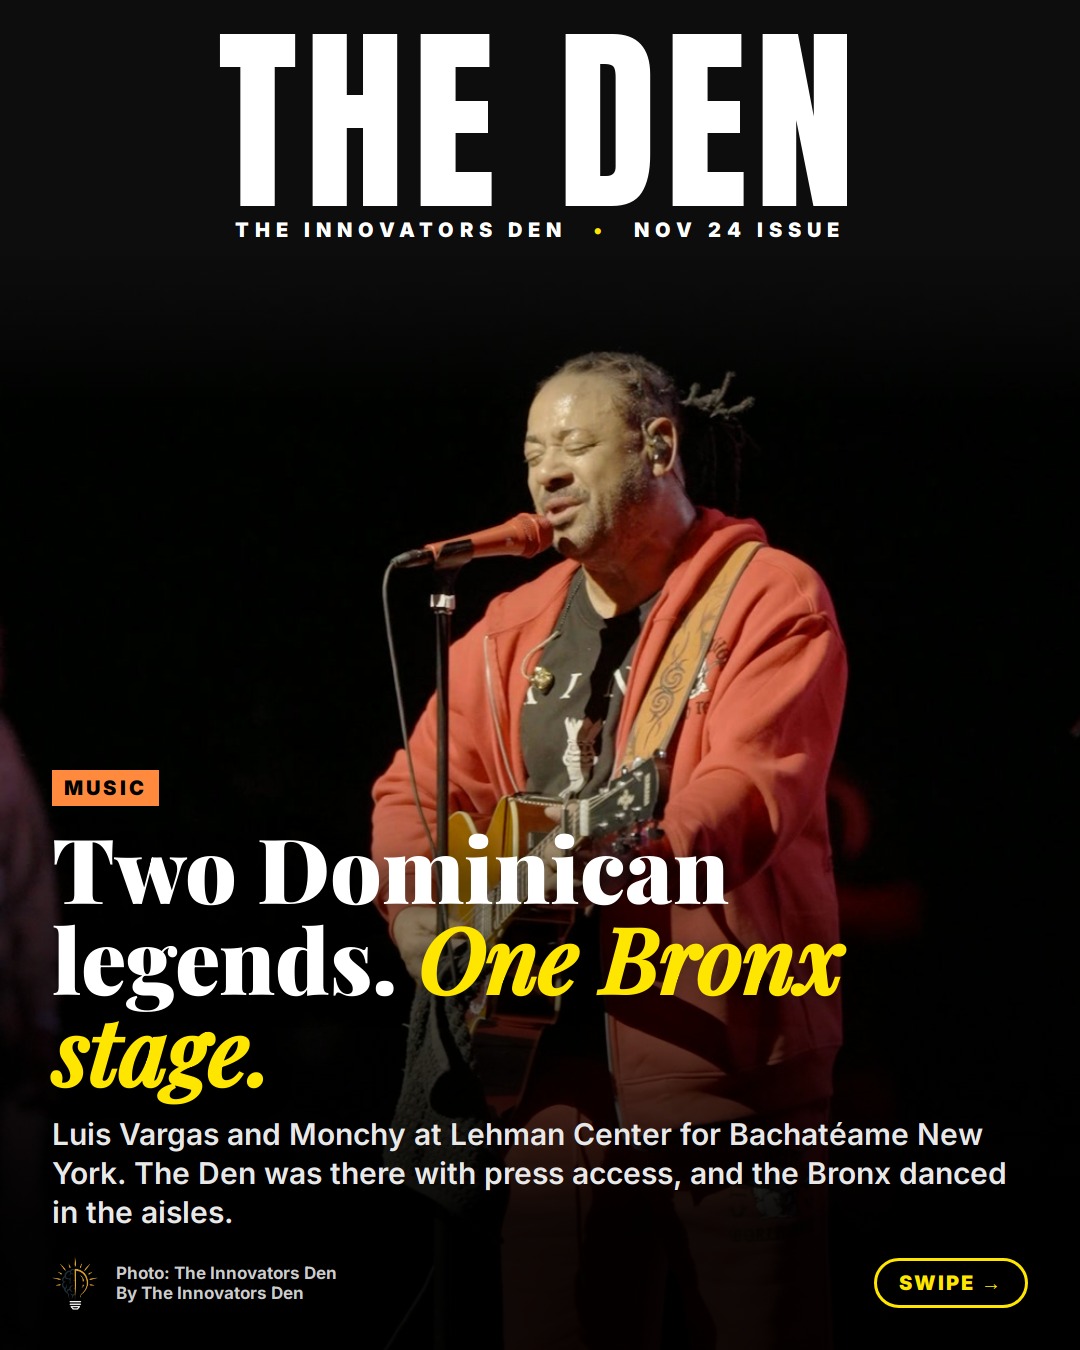 THE DEN
THE INNOVATORS DEN • NOV 24 ISSUE
MUSIC
Two Dominican
legends. One Bronx
stage.
Luis Vargas and Monchy at Lehman Center for Bachatéame New
York. The Den was there with press access, and the Bronx danced
in the aisles.
Photo: The Innovators Den
By The Innovators Den
SWIPE →